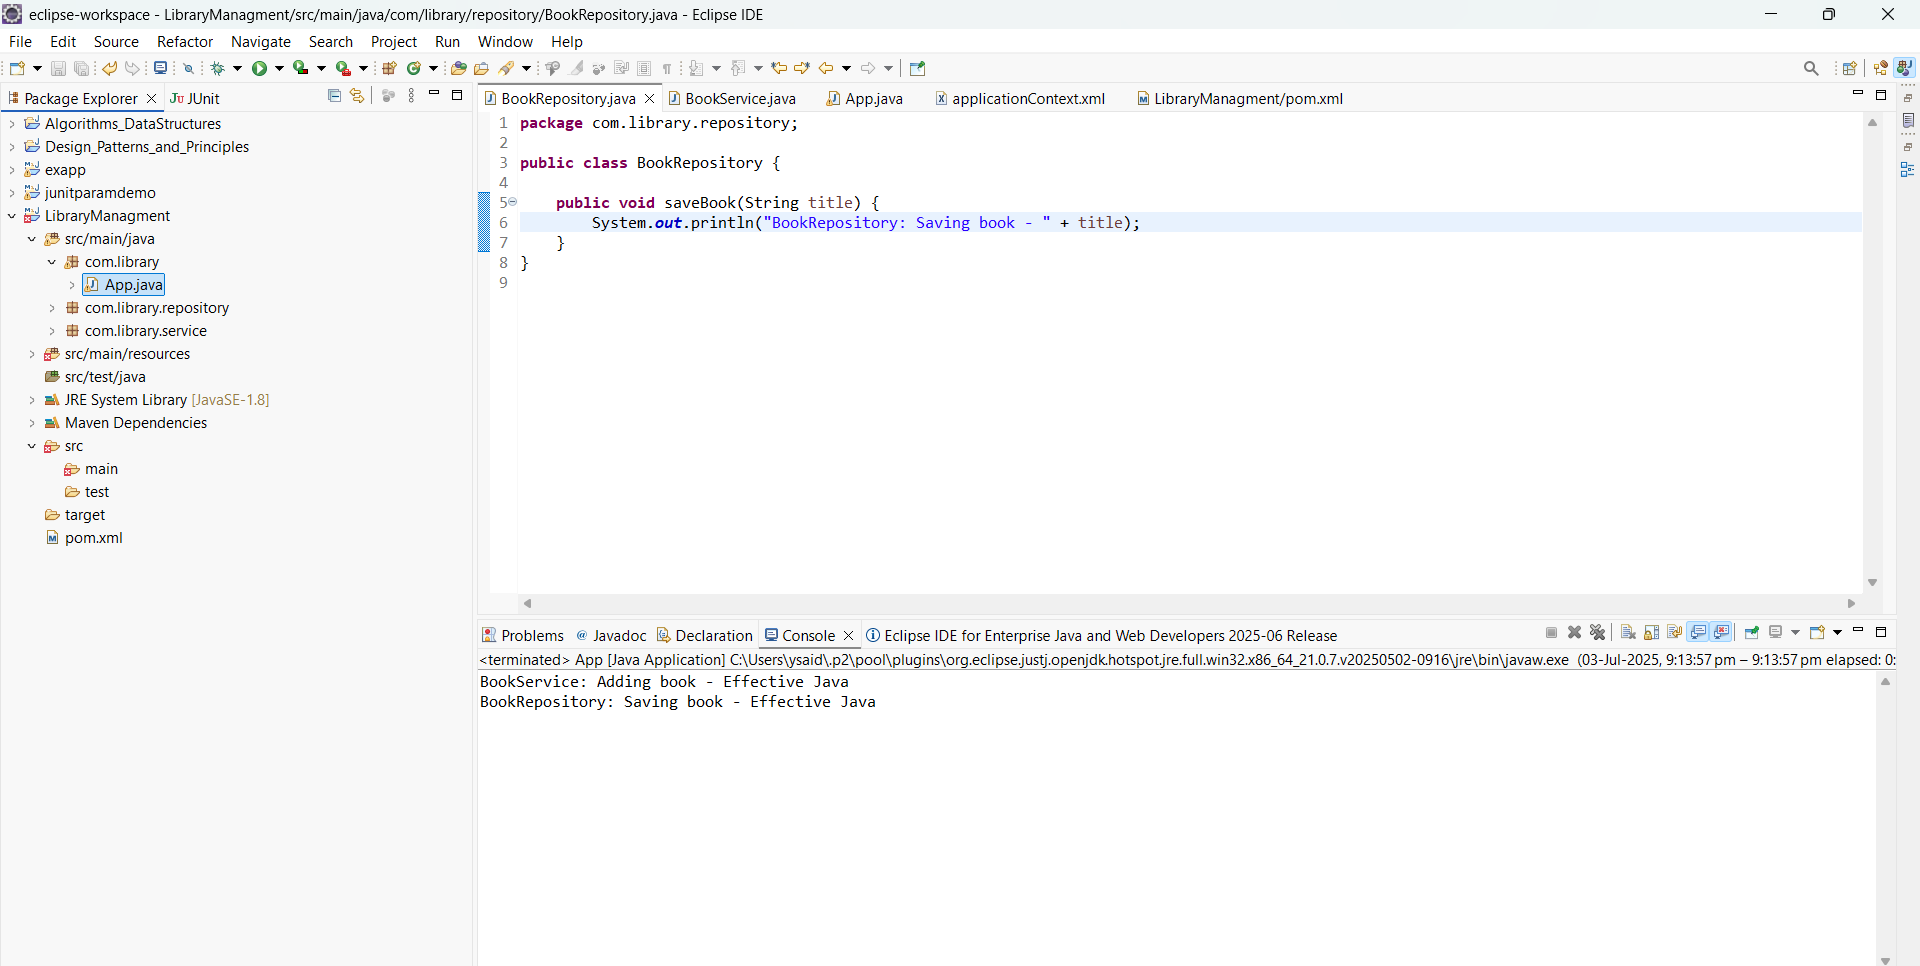 eclipse-workspace - LibraryManagment/src/main/java/com/library/repository/BookRepository.java - Eclipse IDE
File Edit Source Refactor Navigate Search Project Run Window Help
Package Explorer JUnit
Algorithms_DataStructures
Design_Patterns_and_Principles
exapp
junitparamdemo
LibraryManagment
src/main/java
com.library
App.java
com.library.repository
com.library.service
src/main/resources
src/test/java
JRE System Library [JavaSE-1.8]
Maven Dependencies
src
main
test
target
pom.xml
BookRepository.java BookService.java App.java applicationContext.xml LibraryManagment/pom.xml
1 package com.library.repository;
2
3 public class BookRepository {
4
5 public void saveBook(String title) {
6 System.out.println("BookRepository: Saving book - " + title);
7 }
8 }
9
Problems Javadoc Declaration Console Eclipse IDE for Enterprise Java and Web Developers 2025-06 Release
<terminated> App [Java Application] C:\Users\ysaid\.p2\pool\plugins\org.eclipse.justj.openjdk.hotspot.jre.full.win32.x86_64_21.0.7.v20250502-0916\jre\bin\javaw.exe (03-Jul-2025, 9:13:57 pm – 9:13:57 pm elapsed: 0:
BookService: Adding book - Effective Java
BookRepository: Saving book - Effective Java